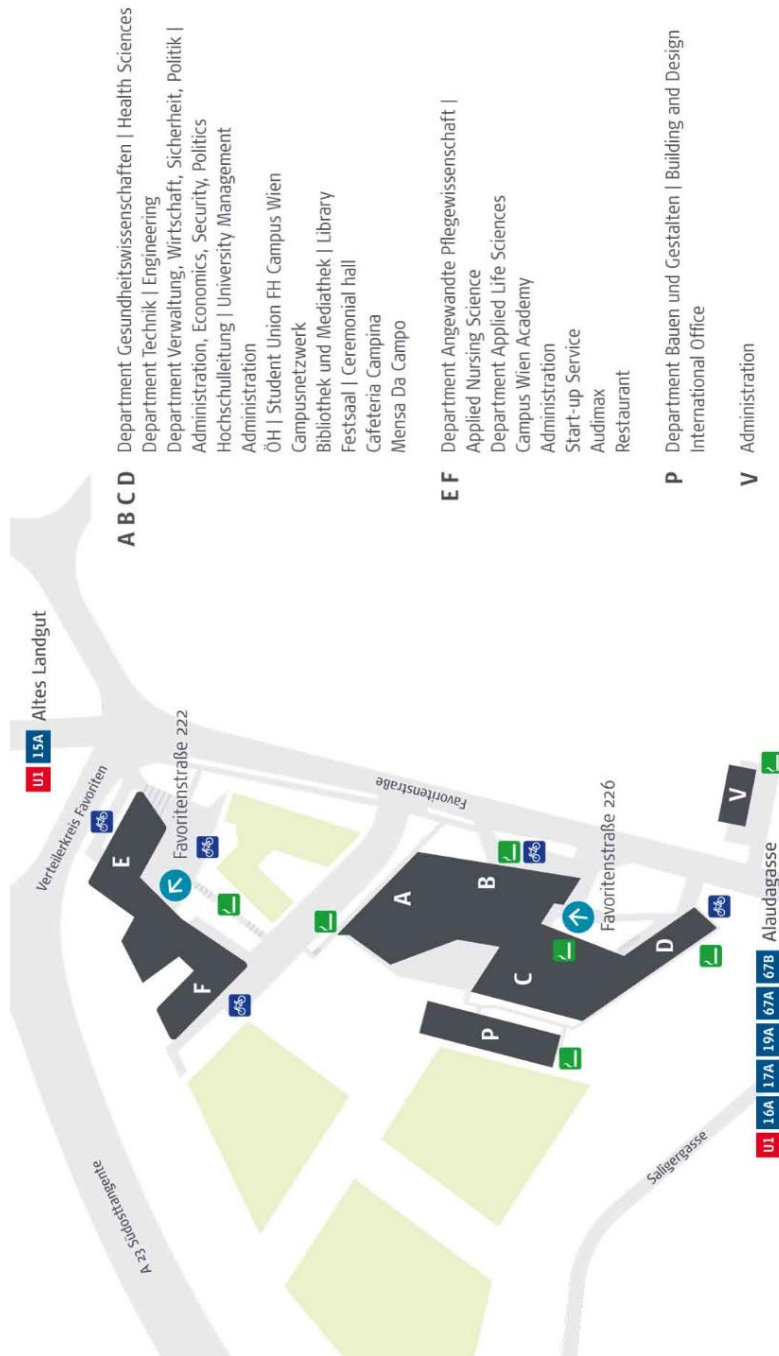 U1 15A Altes Landgut
Verteilerkreis Favoriten
A 23 Südosttangente
E
Favoritenstraße 222
F
Favoritenstraße
A
B
P
C
Favoritenstraße 226
D
V
Saligergasse
U1 16A 17A 19A 67A 67B Alaudagasse
A B C D
Department Gesundheitswissenschaften | Health Sciences
Department Technik | Engineering
Department Verwaltung, Wirtschaft, Sicherheit, Politik |
Administration, Economics, Security, Politics
Hochschulleitung | University Management
Administration
ÖH | Student Union FH Campus Wien
Campusnetzwerk
Bibliothek und Mediathek | Library
Festsaal | Ceremonial hall
Cafeteria Campina
Mensa Da Campo
E F
Department Angewandte Pflegewissenschaft |
Applied Nursing Science
Department Applied Life Sciences
Campus Wien Academy
Administration
Start-up Service
Audimax
Restaurant
P
Department Bauen und Gestalten | Building and Design
International Office
V
Administration